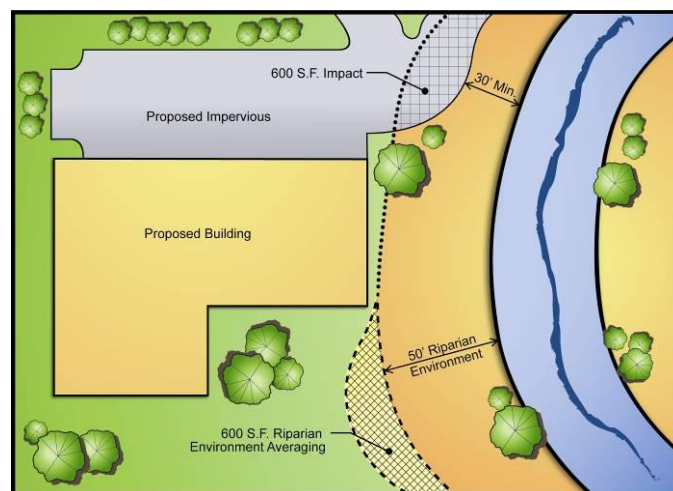 600 S.F. Impact
30' Min.
Proposed Impervious
Proposed Building
50' Riparian
Environment
600 S.F. Riparian
Environment Averaging